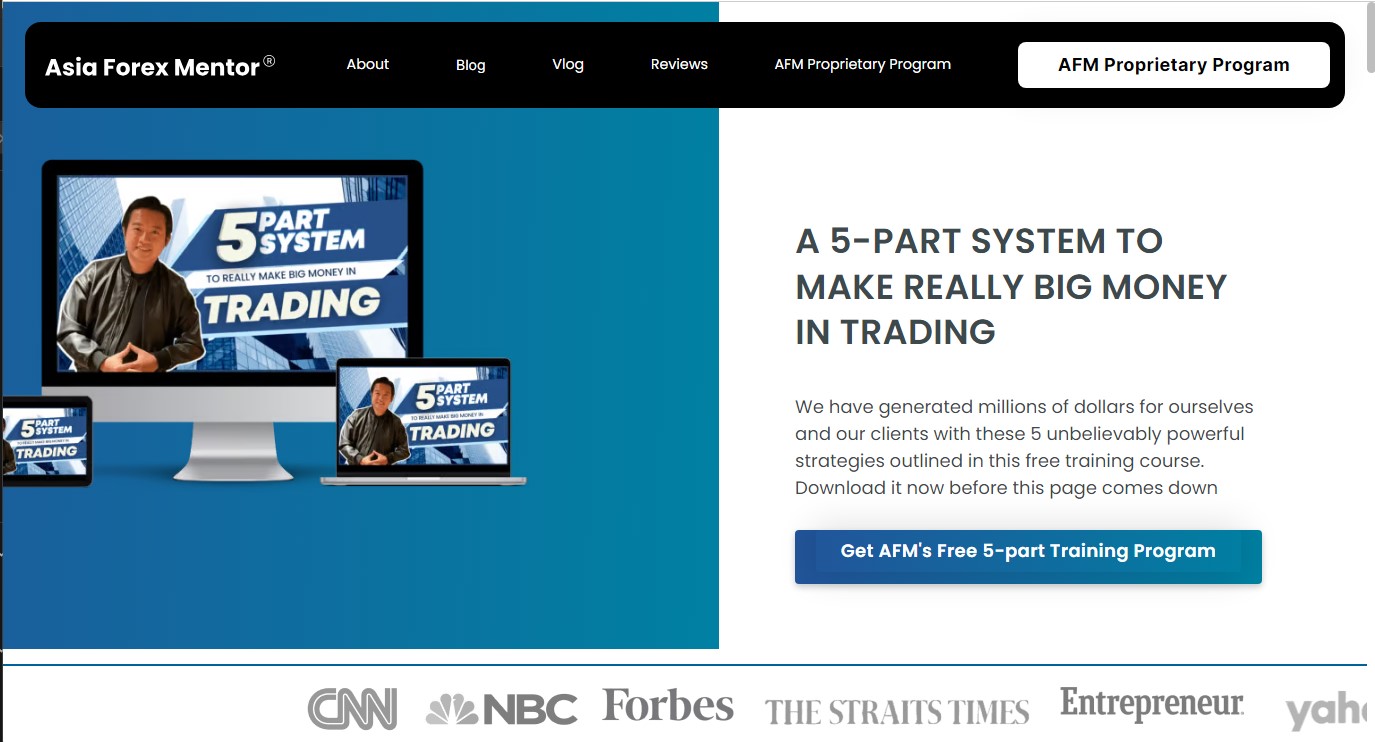 Asia Forex Mentor®
About
Blog
Vlog
Reviews
AFM Proprietary Program
AFM Proprietary Program
5 PART
SYSTEM
TO REALLY MAKE BIG MONEY IN
TRADING
5 PART
SYSTEM
TO REALLY MAKE BIG MONEY IN
TRADING
5 PART
SYSTEM
TO REALLY MAKE BIG MONEY IN
TRADING
A 5-PART SYSTEM TO
MAKE REALLY BIG MONEY
IN TRADING
We have generated millions of dollars for ourselves
and our clients with these 5 unbelievably powerful
strategies outlined in this free training course.
Download it now before this page comes down
Get AFM's Free 5-part Training Program
CNN
NBC
Forbes
THE STRAITS TIMES
Entrepreneur